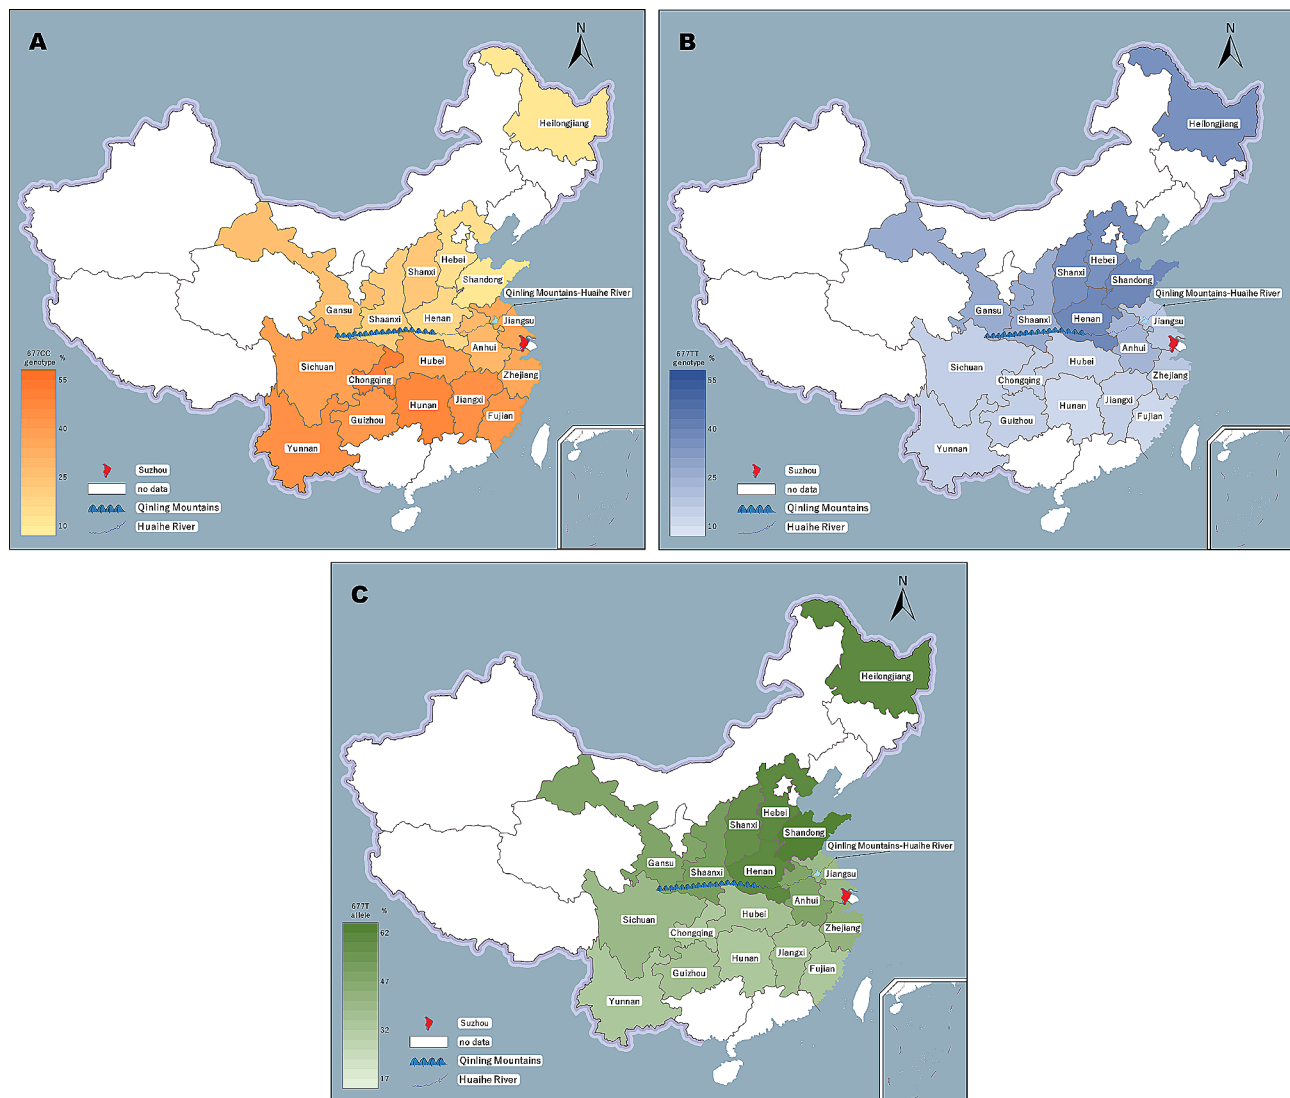 A
N
Heilongjiang
Hebei
Shanxi
Shandong
Qinling Mountains-Huaihe River
Gansu
Shaanxi
Henan
Jiangsu
Anhui
Sichuan
Hubei
Chongqing
Zhejiang
Hunan
Jiangxi
Guizhou
Fujian
Yunnan
677CC
genotype
%
55
40
25
10
Suzhou
no data
Qinling Mountains
Huaihe River
B
N
Heilongjiang
Hebei
Shanxi
Shandong
Qinling Mountains-Huaihe River
Gansu
Shaanxi
Henan
Jiangsu
Anhui
Sichuan
Hubei
Chongqing
Zhejiang
Hunan
Jiangxi
Guizhou
Fujian
Yunnan
677TT
genotype
%
55
40
25
10
Suzhou
no data
Qinling Mountains
Huaihe River
C
N
Heilongjiang
Hebei
Shanxi
Shandong
Qinling Mountains-Huaihe River
Gansu
Shaanxi
Henan
Jiangsu
Anhui
Sichuan
Hubei
Chongqing
Zhejiang
Hunan
Jiangxi
Guizhou
Fujian
Yunnan
677T
allele
%
62
47
32
17
Suzhou
no data
Qinling Mountains
Huaihe River